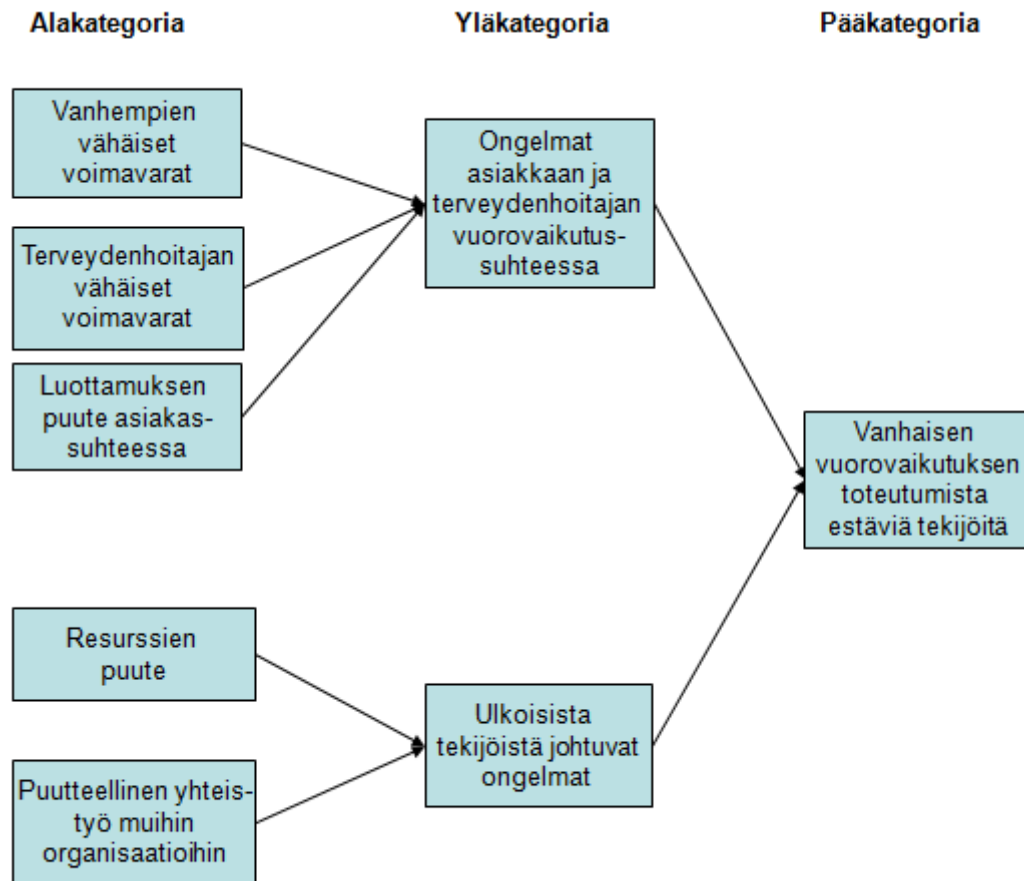 Alakategoria
Yläkategoria
Pääkategoria
Vanhempien
vähäiset
voimavarat
Terveydenhoitajan
vähäiset
voimavarat
Luottamuksen
puute asiakas-
suhteessa
Resurssien
puute
Puutteellinen yhteis-
työ muihin
organisaatioihin
Ongelmat
asiakkaan ja
terveydenhoitajan
vuorovaikutus-
suhteessa
Ulkoisista
tekijöistä johtuvat
ongelmat
Vanhaisen
vuorovaikutuksen
toteutumista
estäviä tekijöitä